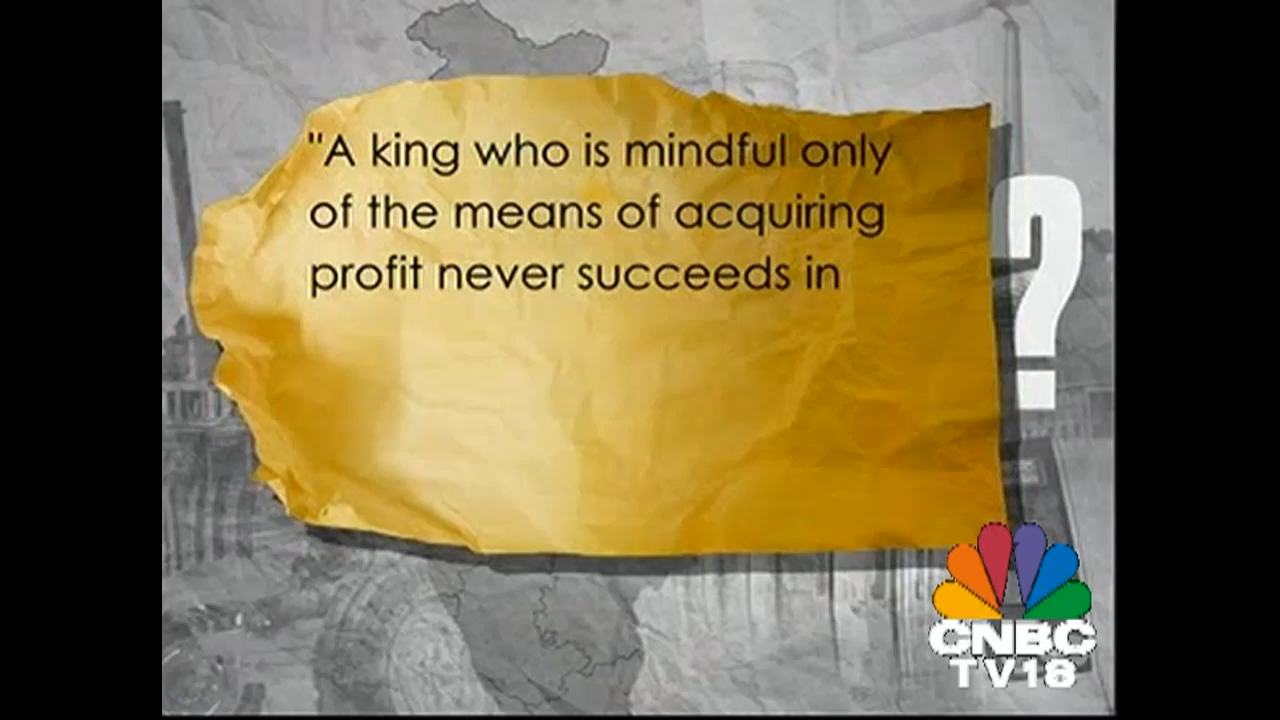 "A king who is mindful only
of the means of acquiring
profit never succeeds in
?
CNBC
TV18